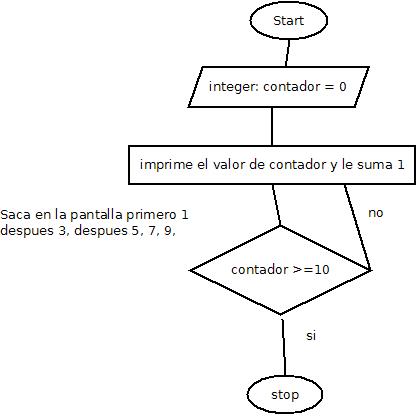 Start
integer: contador = 0
imprime el valor de contador y le suma 1
Saca en la pantalla primero 1
despues 3, despues 5, 7, 9,
no
contador >=10
si
stop